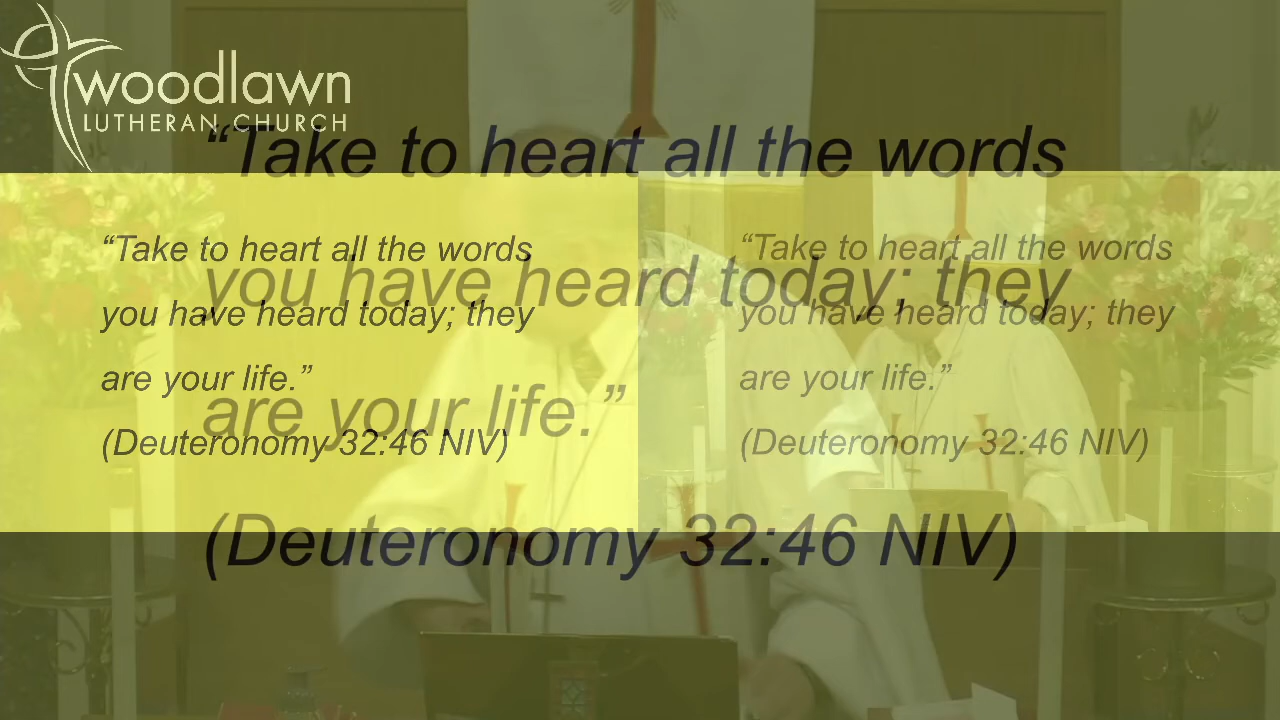 woodlawn
LUTHERAN CHURCH
“Take to heart all the words
you have heard today; they
are your life.”
(Deuteronomy 32:46 NIV)
“Take to heart all the words
you have heard today; they
are your life.”
(Deuteronomy 32:46 NIV)
“Take to heart all the words
you have heard today; they
are your life.”
(Deuteronomy 32:46 NIV)